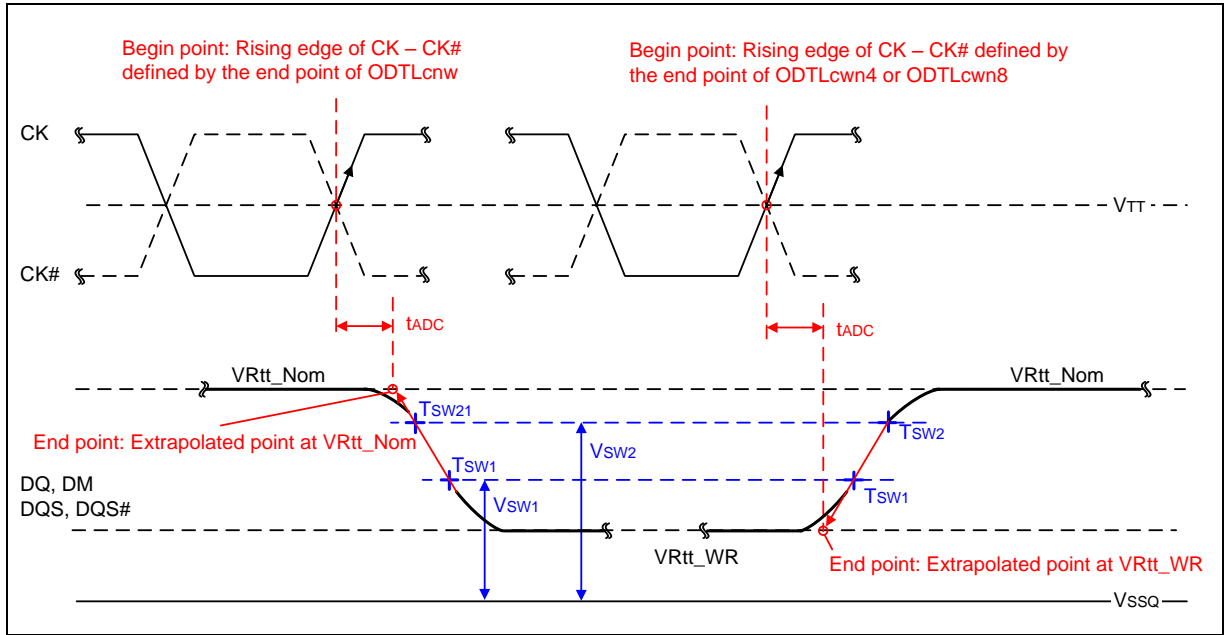 Begin point: Rising edge of CK – CK#
defined by the end point of ODTLcnw
Begin point: Rising edge of CK – CK# defined by
the end point of ODTLcwn4 or ODTLcwn8
CK
VTT
CK#
tADC
tADC
VRtt_Nom
VRtt_Nom
TSW21
End point: Extrapolated point at VRtt_Nom
VSW2
TSW2
TSW1
DQ, DM
DQS, DQS#
VSW1
TSW1
VRtt_WR
End point: Extrapolated point at VRtt_WR
VSSQ